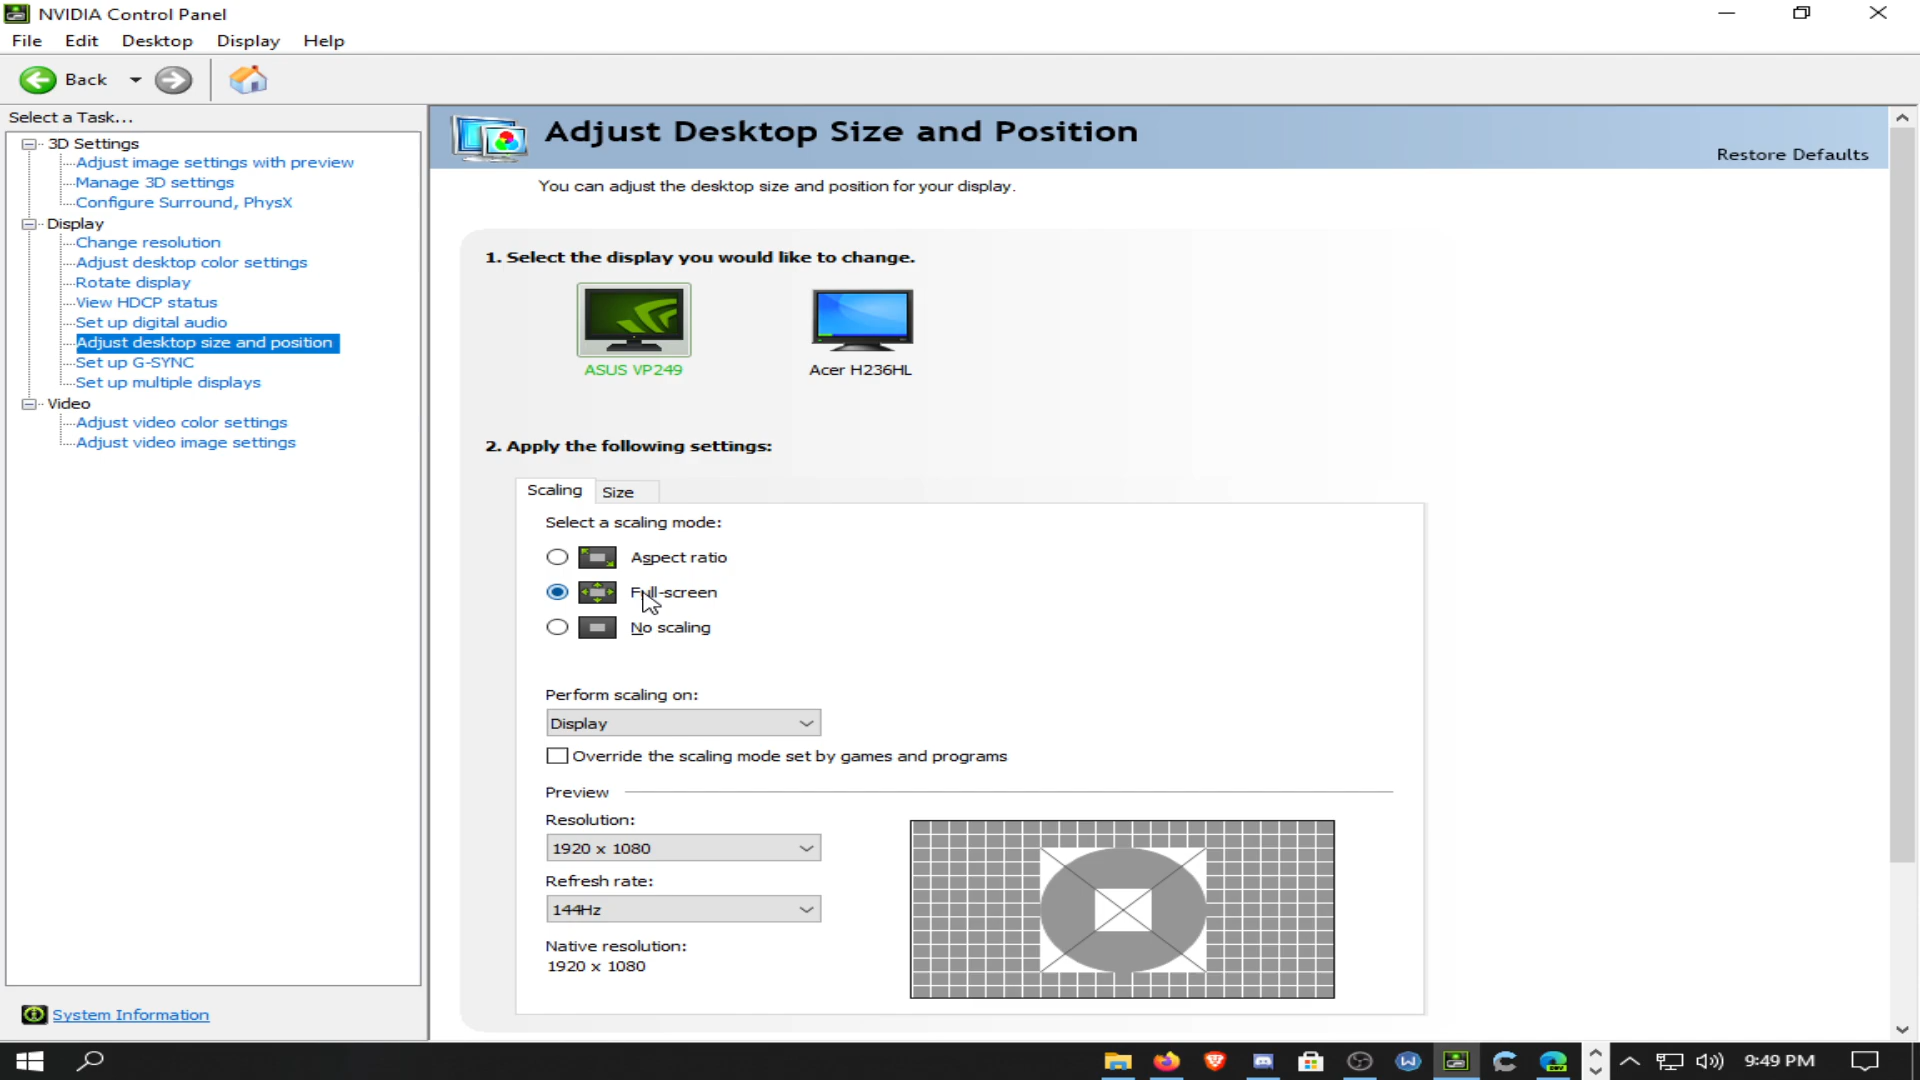 NVIDIA Control Panel
File Edit Desktop Display Help
Back
Select a Task...
3D Settings
Adjust image settings with preview
Manage 3D settings
Configure Surround, PhysX
Display
Change resolution
Adjust desktop color settings
Rotate display
View HDCP status
Set up digital audio
Adjust desktop size and position
Set up G-SYNC
Set up multiple displays
Video
Adjust video color settings
Adjust video image settings
System Information
Adjust Desktop Size and Position
Restore Defaults
You can adjust the desktop size and position for your display.
1. Select the display you would like to change.
ASUS VP249 Acer H236HL
2. Apply the following settings:
Scaling Size
Select a scaling mode:
Aspect ratio
Full-screen
No scaling
Perform scaling on:
Display
Override the scaling mode set by games and programs
Preview
Resolution:
1920 x 1080
Refresh rate:
144Hz
Native resolution:
1920 x 1080
DEV
9:49 PM